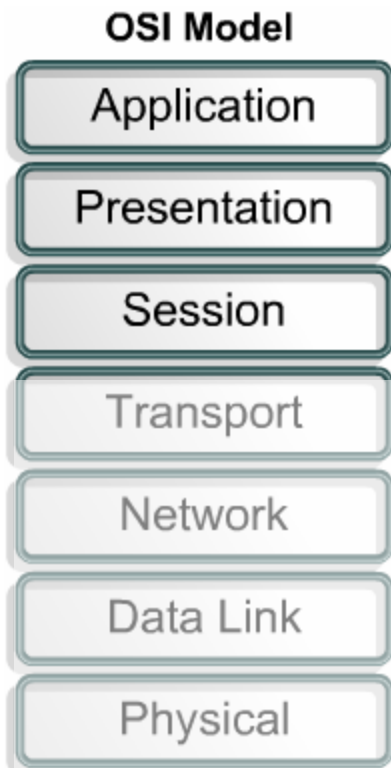 OSI Model
Application
Presentation
Session
Transport
Network
Data Link
Physical